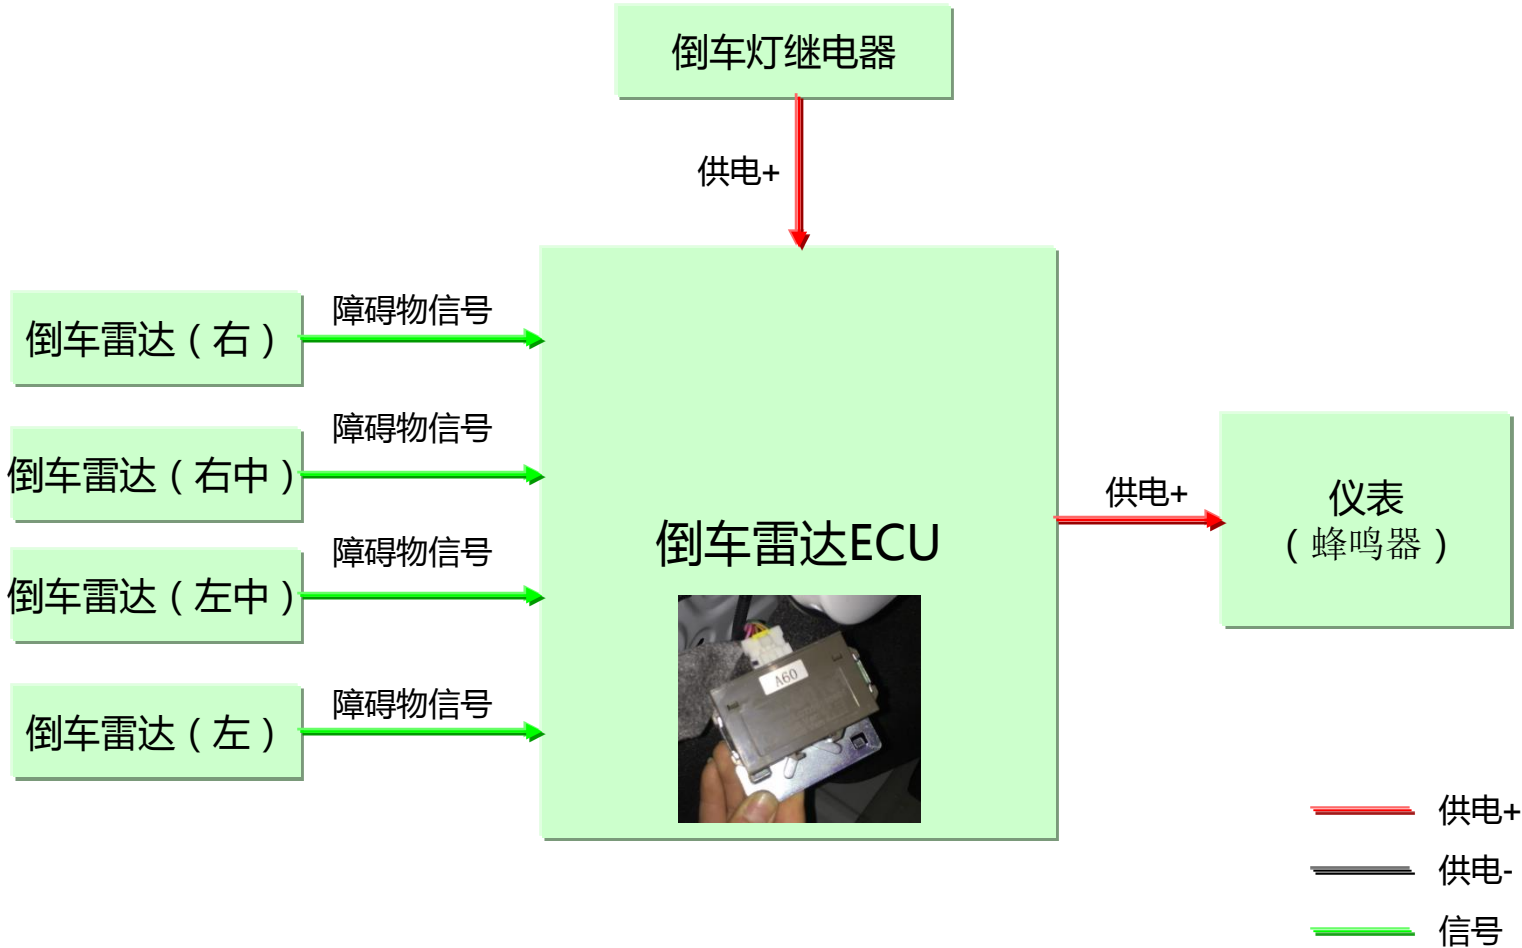 倒车灯继电器
供电+
倒车雷达（右）
障碍物信号
倒车雷达（右中）
障碍物信号
倒车雷达（左中）
障碍物信号
倒车雷达（左）
障碍物信号
倒车雷达ECU
A60
供电+
仪表
（蜂鸣器）
供电+
供电-
信号